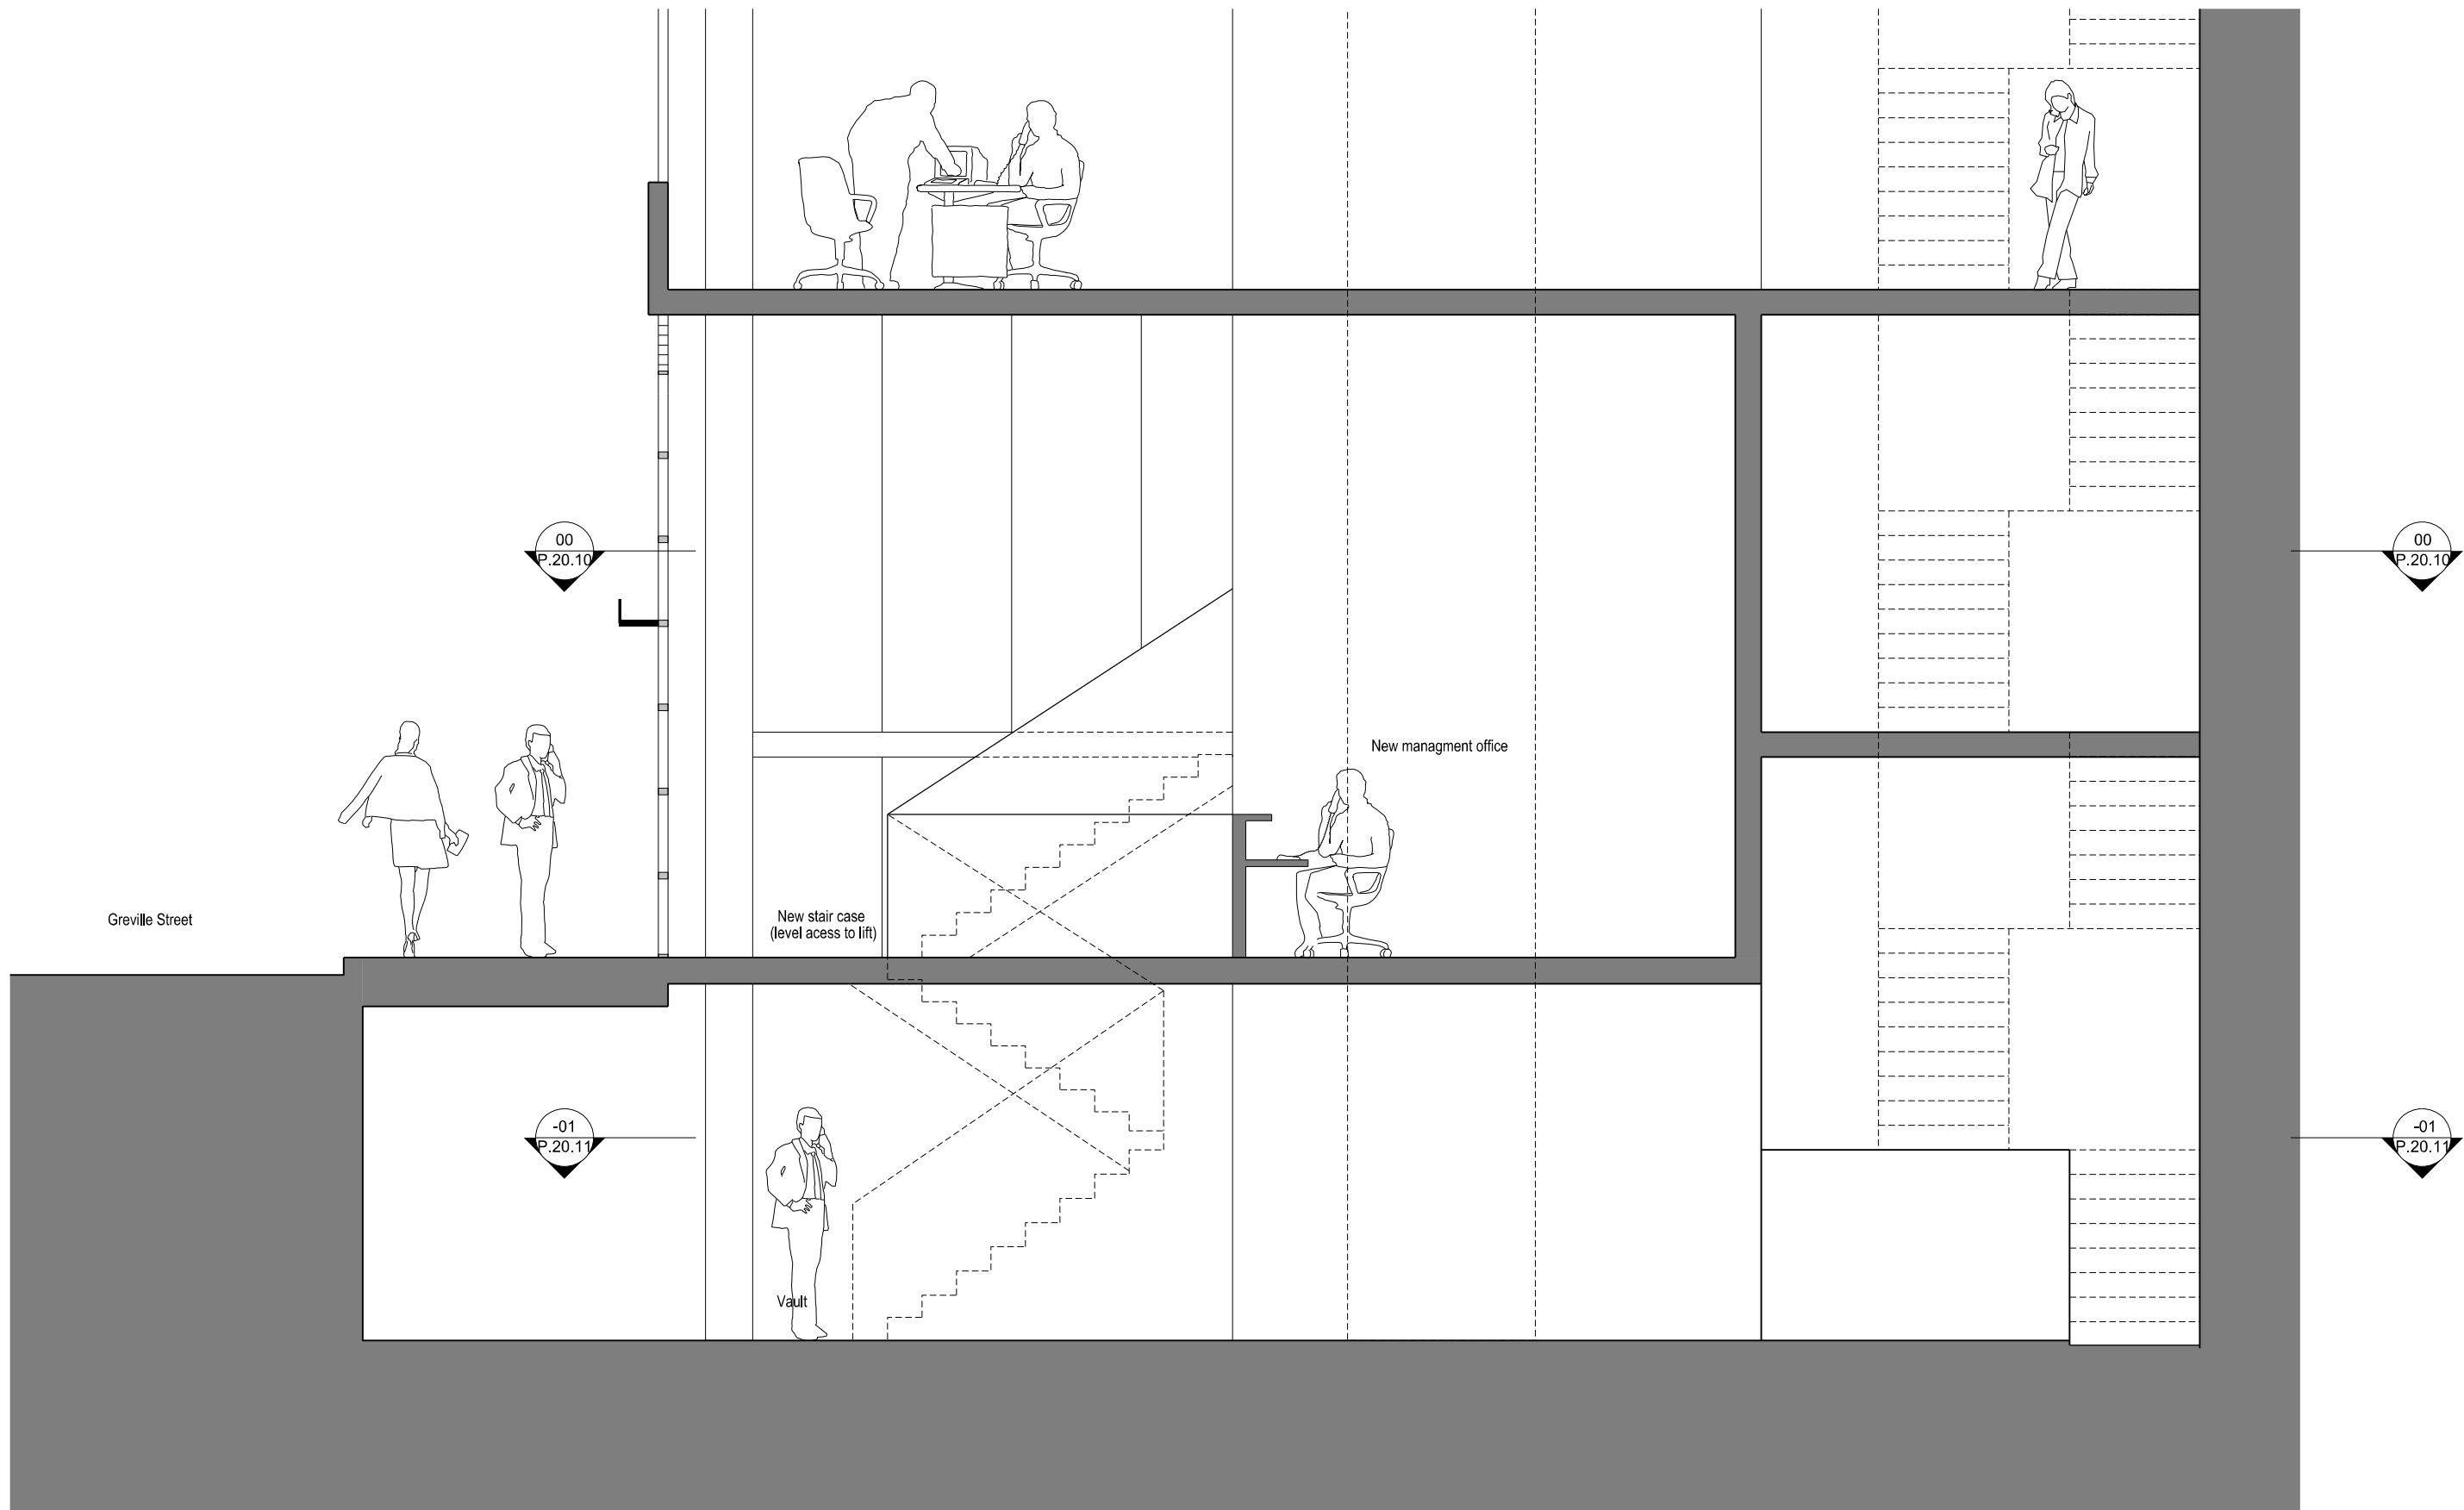 00
P.20.10
00
P.20.10
New managment office
Greville Street
New stair case
(level acess to lift)
-01
P.20.11
-01
P.20.11
Vault